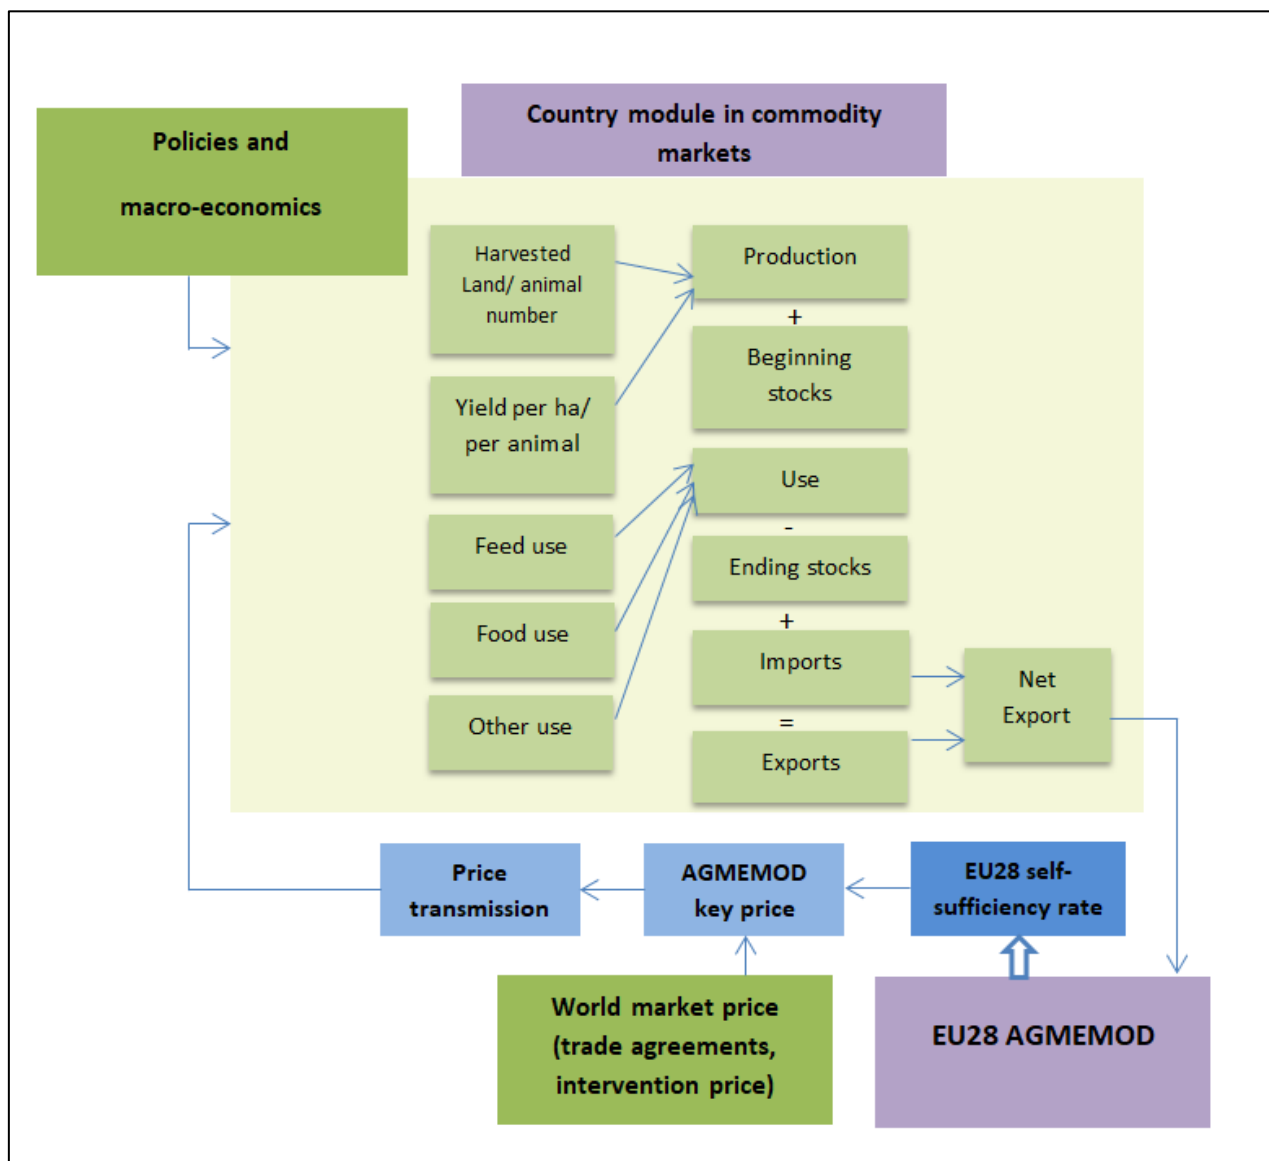 Policies and
macro-economics
Country module in commodity
markets
Harvested
Land/ animal
number
Yield per ha/
per animal
Feed use
Food use
Other use
Production
+
Beginning
stocks
Use
-
Ending stocks
+
Imports
=
Exports
Net
Export
Price
transmission
AGMEMOD
key price
EU28 self-
sufficiency rate
World market price
(trade agreements,
intervention price)
EU28 AGMEMOD